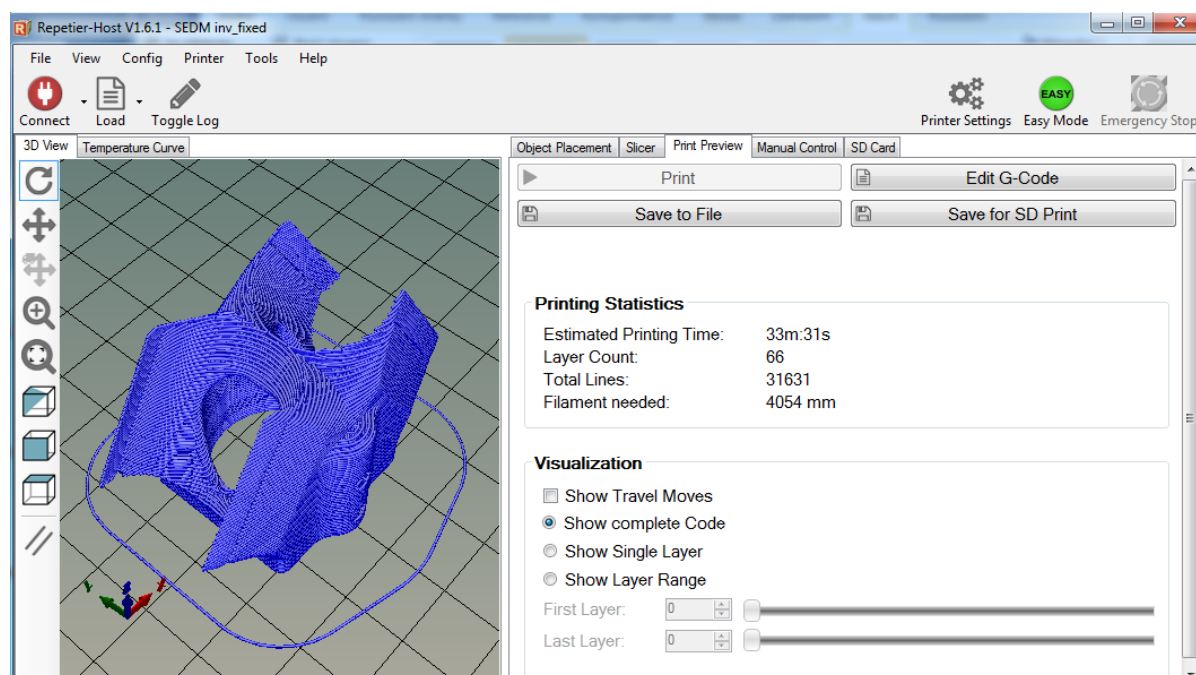 Repetier-Host V1.6.1 - SEDM inv_fixed
File View Config Printer Tools Help
Connect Load Toggle Log Printer Settings Easy Mode Emergency Stop
EASY
3D View Temperature Curve
Object Placement Slicer Print Preview Manual Control SD Card
Print Edit G-Code
Save to File Save for SD Print
Printing Statistics
Estimated Printing Time: 33m:31s
Layer Count: 66
Total Lines: 31631
Filament needed: 4054 mm
Visualization
Show Travel Moves
Show complete Code
Show Single Layer
Show Layer Range
First Layer: 0
Last Layer: 0